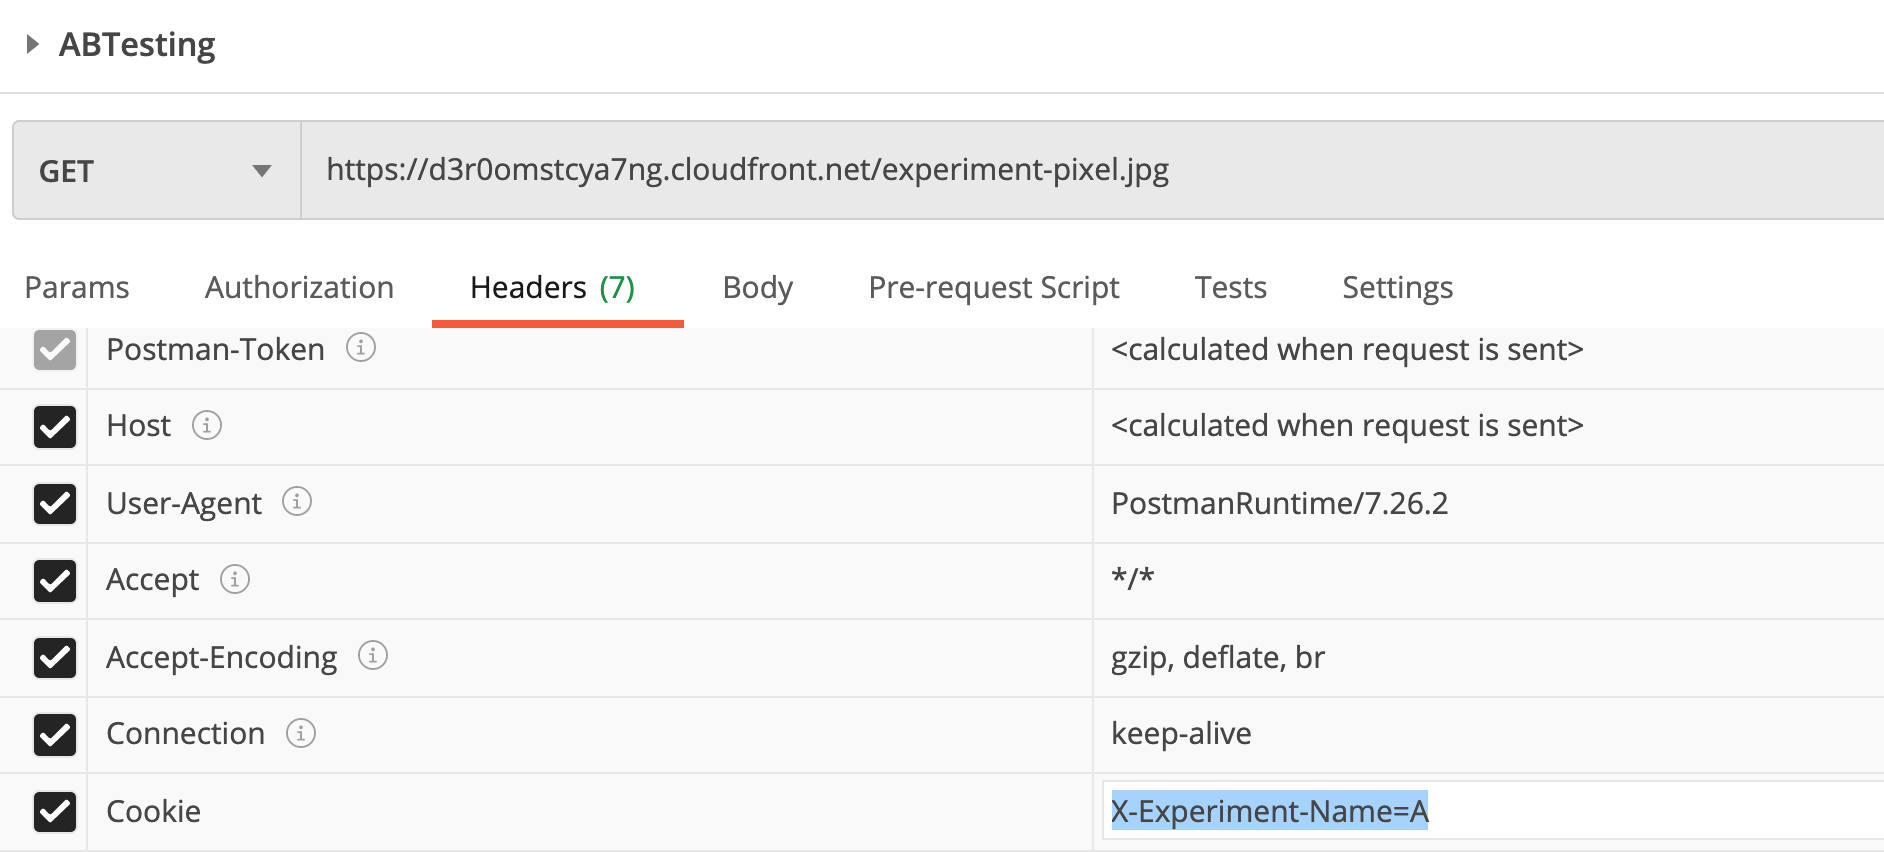 ABTesting
GET https://d3r0omstcya7ng.cloudfront.net/experiment-pixel.jpg
Params Authorization Headers (7) Body Pre-request Script Tests Settings
Postman-Token <calculated when request is sent>
Host <calculated when request is sent>
User-Agent PostmanRuntime/7.26.2
Accept */*
Accept-Encoding gzip, deflate, br
Connection keep-alive
Cookie X-Experiment-Name=A